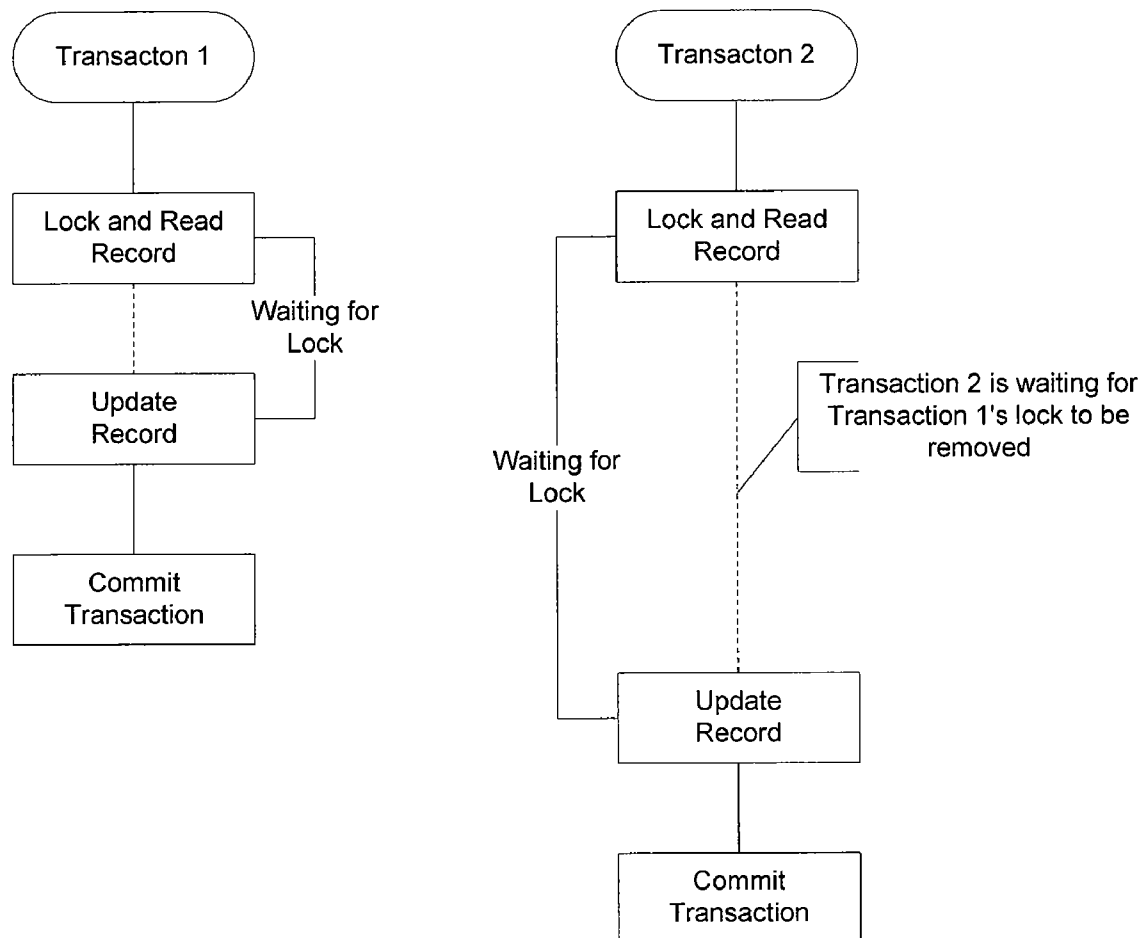 Transacton 1
Lock and Read
Record
Waiting for
Lock
Update
Record
Commit
Transaction
Transacton 2
Lock and Read
Record
Transaction 2 is waiting for
Transaction 1's lock to be
removed
Waiting for
Lock
Update
Record
Commit
Transaction